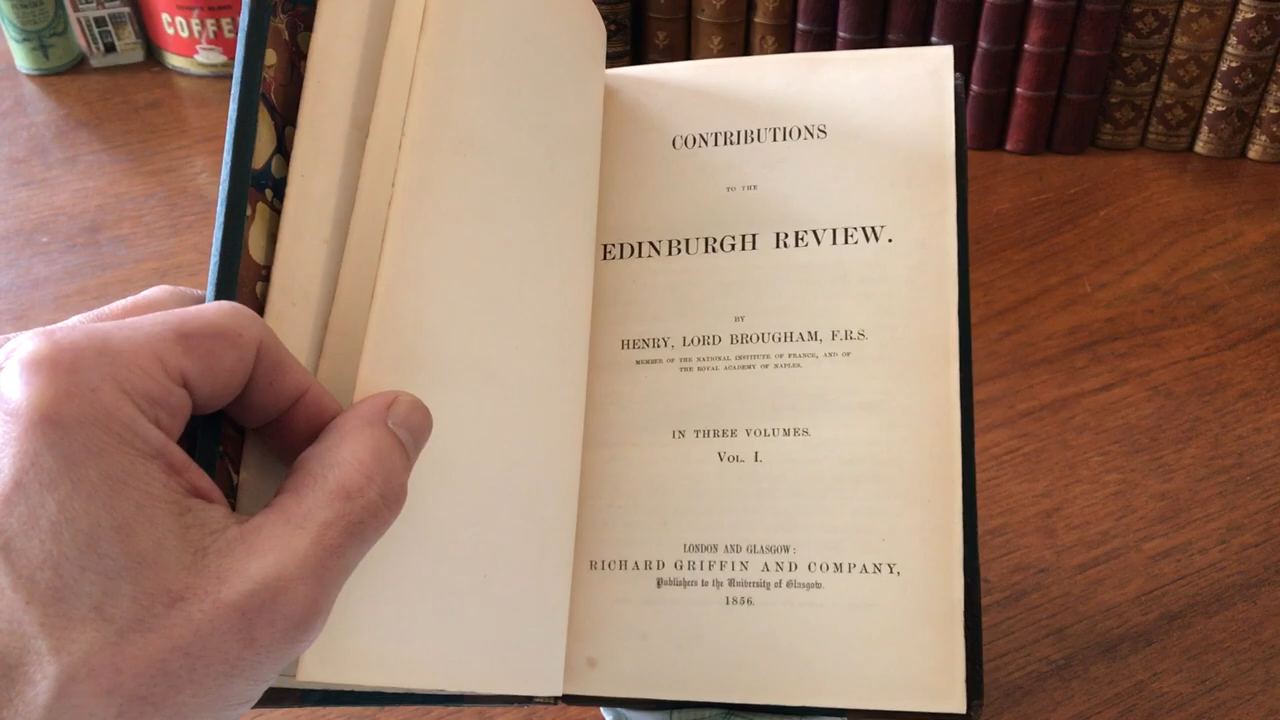 COFFE
CONTRIBUTIONS
TO THE
EDINBURGH REVIEW.
BY
HENRY, LORD BROUGHAM, F.R.S.
MEMBER OF THE NATIONAL INSTITUTE OF FRANCE, AND OF
THE ROYAL ACADEMY OF NAPLES.
IN THREE VOLUMES.
VOL. I.
LONDON AND GLASGOW:
RICHARD GRIFFIN AND COMPANY,
Publishers to the University of Glasgow.
1856.